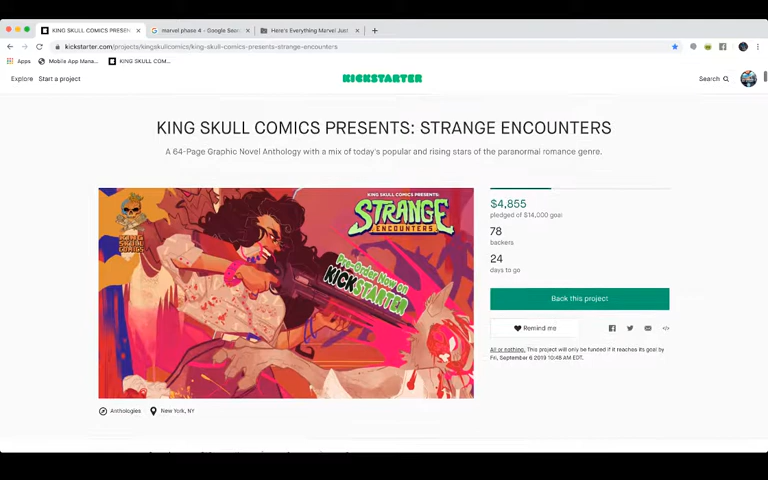 KING SKULL COMICS PRESEN
marvel phase 4 - Google Sear
Here's Everything Marvel Just
kickstarter.com/projects/kingskullcomics/king-skull-comics-presents-strange-encounters
Apps
Mobile App Mana...
KING SKULL COM...
Explore
Start a project
KICKSTARTER
Search
KING SKULL COMICS PRESENTS: STRANGE ENCOUNTERS
A 64-Page Graphic Novel Anthology with a mix of today's popular and rising stars of the paranormal romance genre.
KING SKULL COMICS PRESENTS:
STRANGE
ENCOUNTERS
KING
SKULL
COMICS
Pre-Order Now on
KICKSTARTER
$4,855
pledged of $14,000 goal
78
backers
24
days to go
Back this project
Remind me
All or nothing. This project will only be funded if it reaches its goal by
Fri, September 6 2019 10:48 AM EDT.
Anthologies
New York, NY